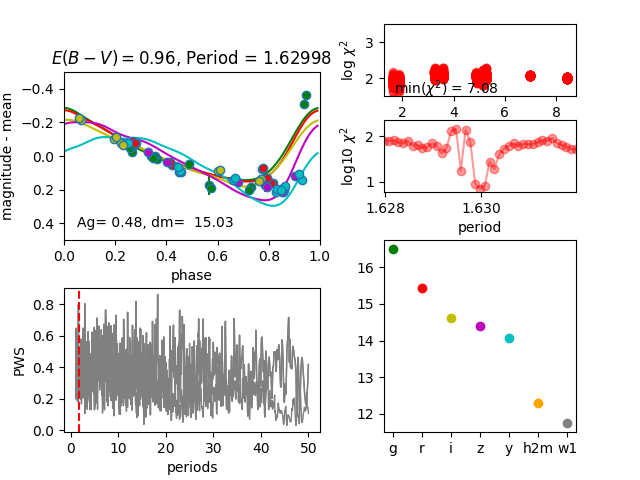 E(B − V) = 0.96, Period = 1.62998
magnitude - mean
−0.4
−0.2
0.0
0.2
0.4
Ag= 0.48, dm=  15.03
0.0 0.2 0.4 0.6 0.8 1.0
phase
log χ²
3
2
min(χ²) = 7.08
2 4 6 8
log10 χ²
2
1
1.628 1.630
period
PWS
0.8
0.6
0.4
0.2
0.0
0 10 20 30 40 50
periods
16
15
14
13
12
g r i z y h2m w1